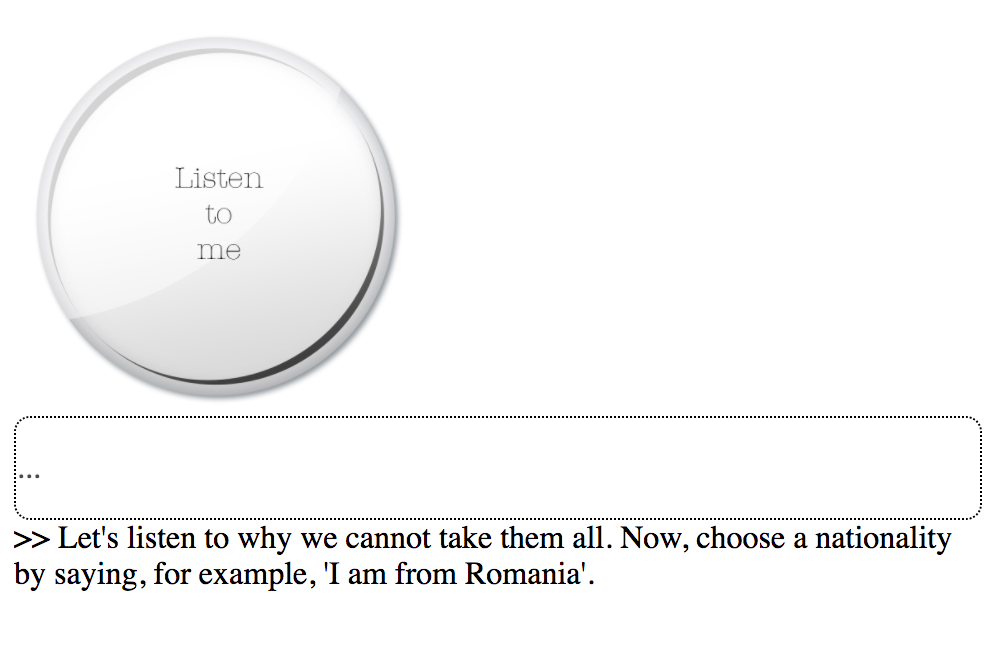 Listen
to
me
...
>> Let's listen to why we cannot take them all. Now, choose a nationality
by saying, for example, 'I am from Romania'.